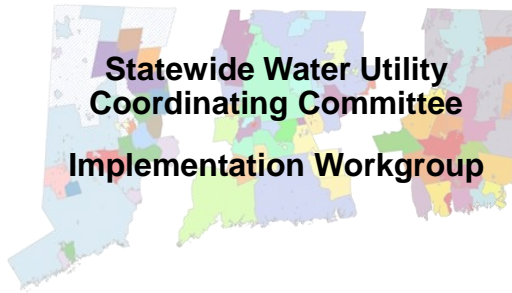 Statewide Water Utility
Coordinating Committee
Implementation Workgroup